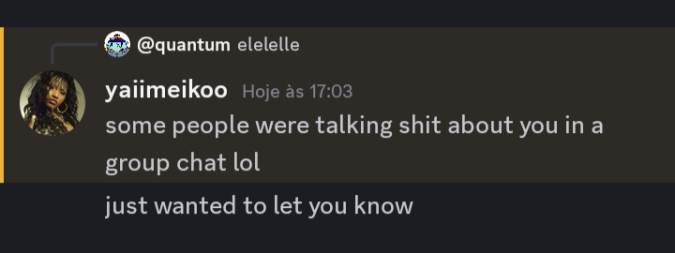 @quantum elelelle
yaiimeikoo Hoje às 17:03
some people were talking shit about you in a
group chat lol
just wanted to let you know